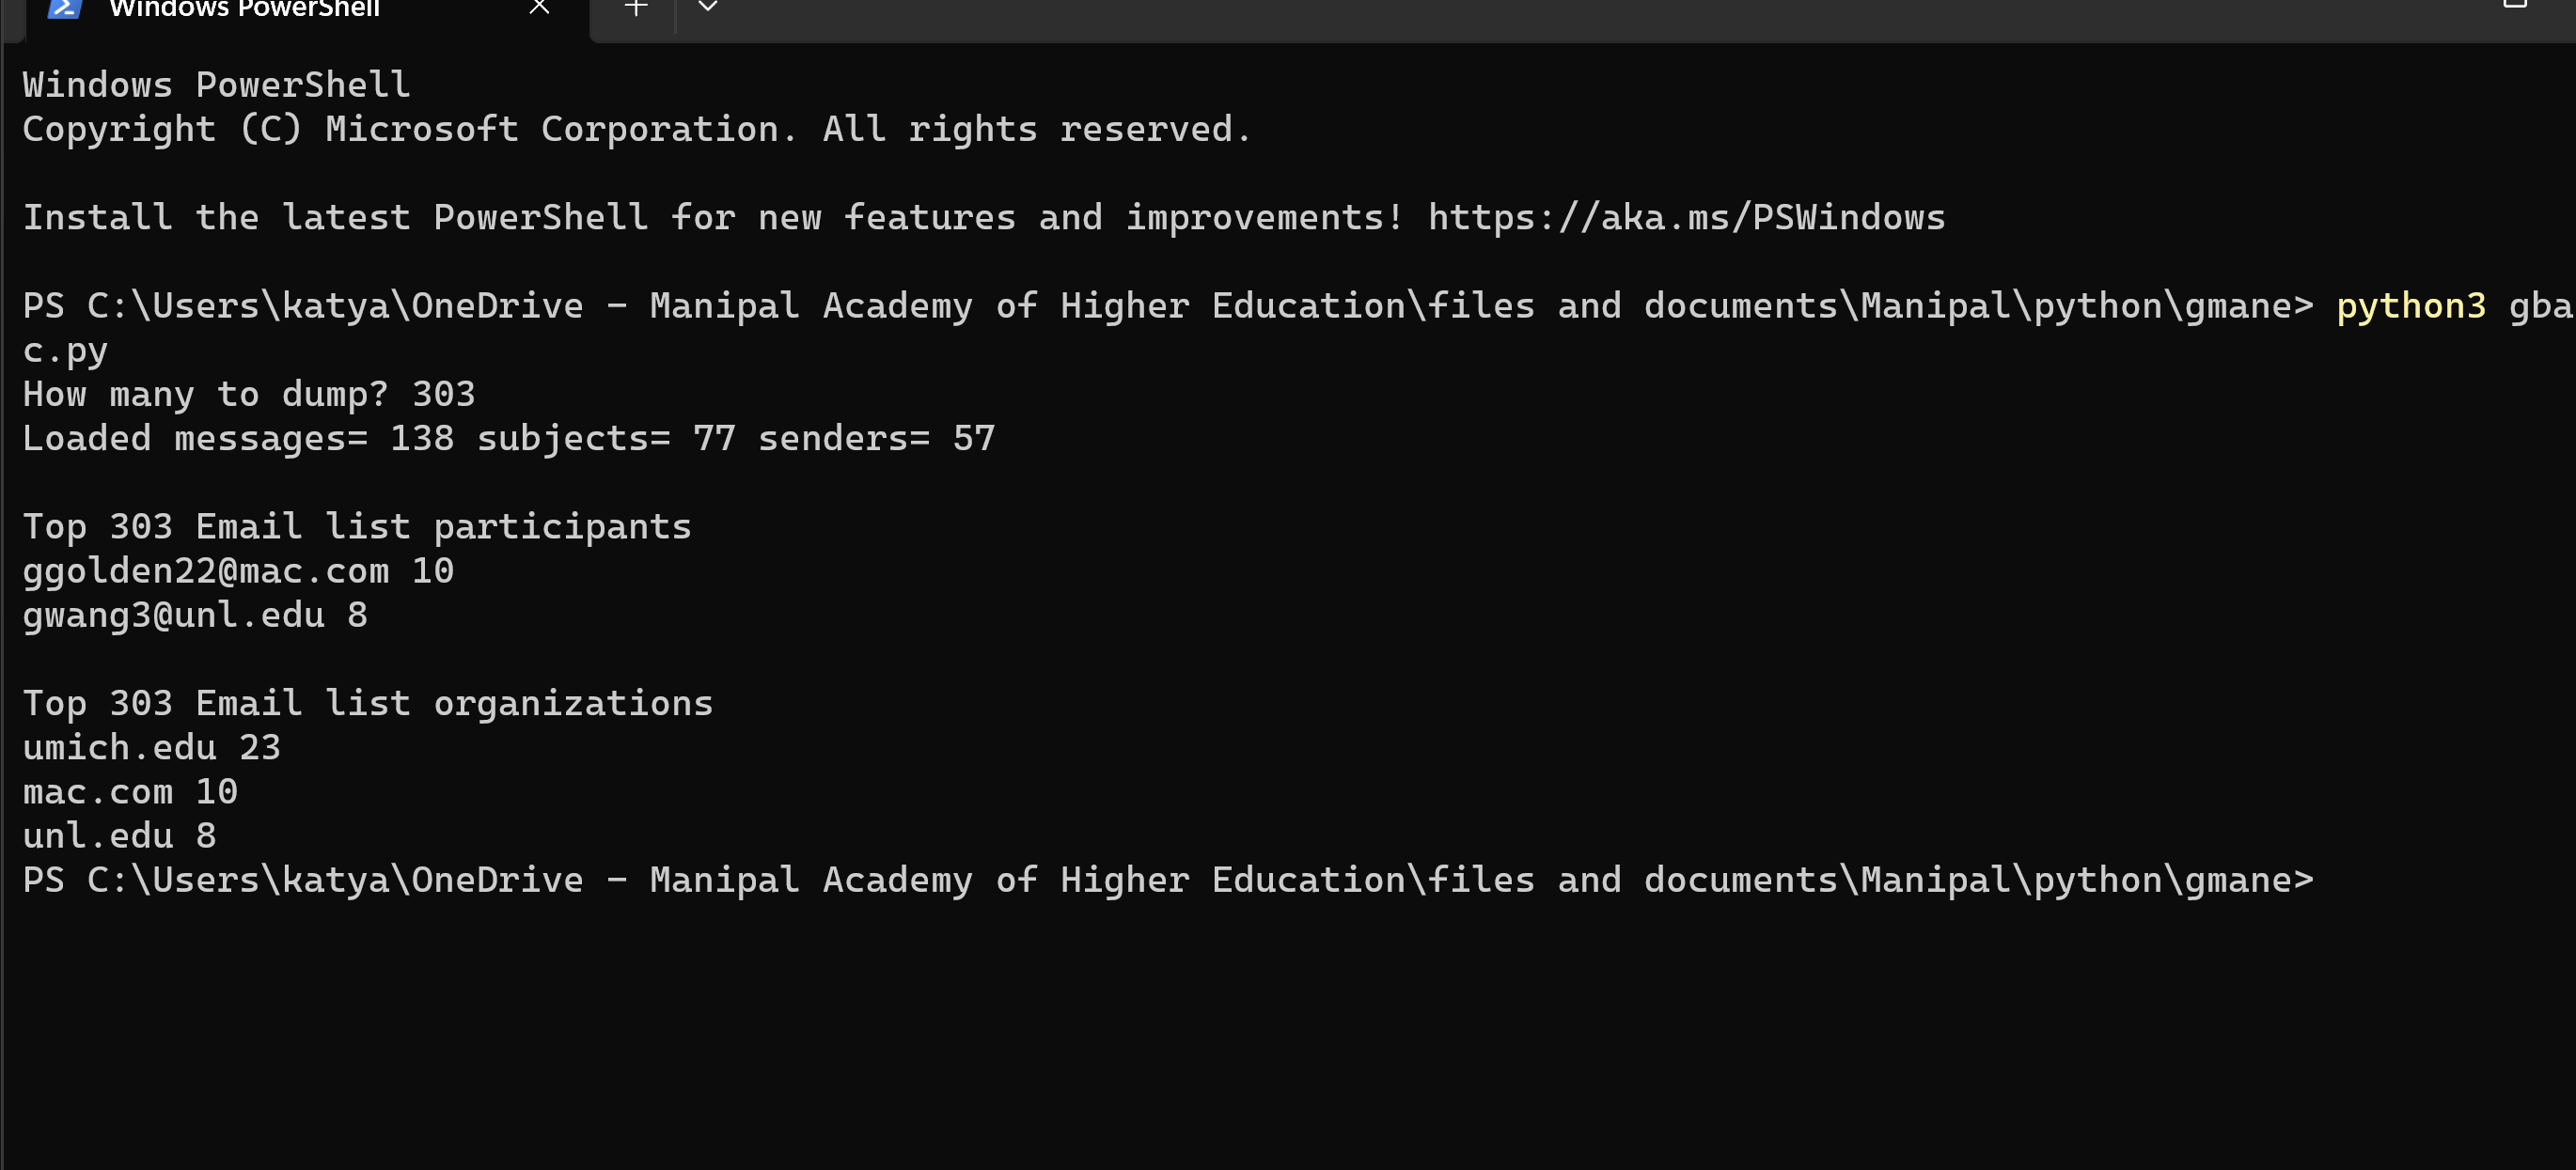 Windows PowerShell
Windows PowerShell
Copyright (C) Microsoft Corporation. All rights reserved.
Install the latest PowerShell for new features and improvements! https://aka.ms/PSWindows
PS C:\Users\katya\OneDrive - Manipal Academy of Higher Education\files and documents\Manipal\python\gmane> python3 gba
c.py
How many to dump? 303
Loaded messages= 138 subjects= 77 senders= 57
Top 303 Email list participants
ggolden22@mac.com 10
gwang3@unl.edu 8
Top 303 Email list organizations
umich.edu 23
mac.com 10
unl.edu 8
PS C:\Users\katya\OneDrive - Manipal Academy of Higher Education\files and documents\Manipal\python\gmane>